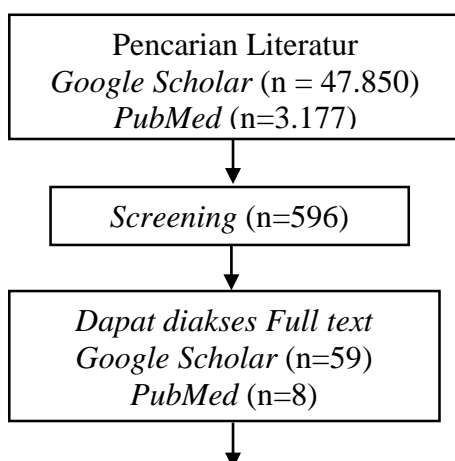 Pencarian Literatur
Google Scholar (n = 47.850)
PubMed (n=3.177)
Screening (n=596)
Dapat diakses Full text
Google Scholar (n=59)
PubMed (n=8)